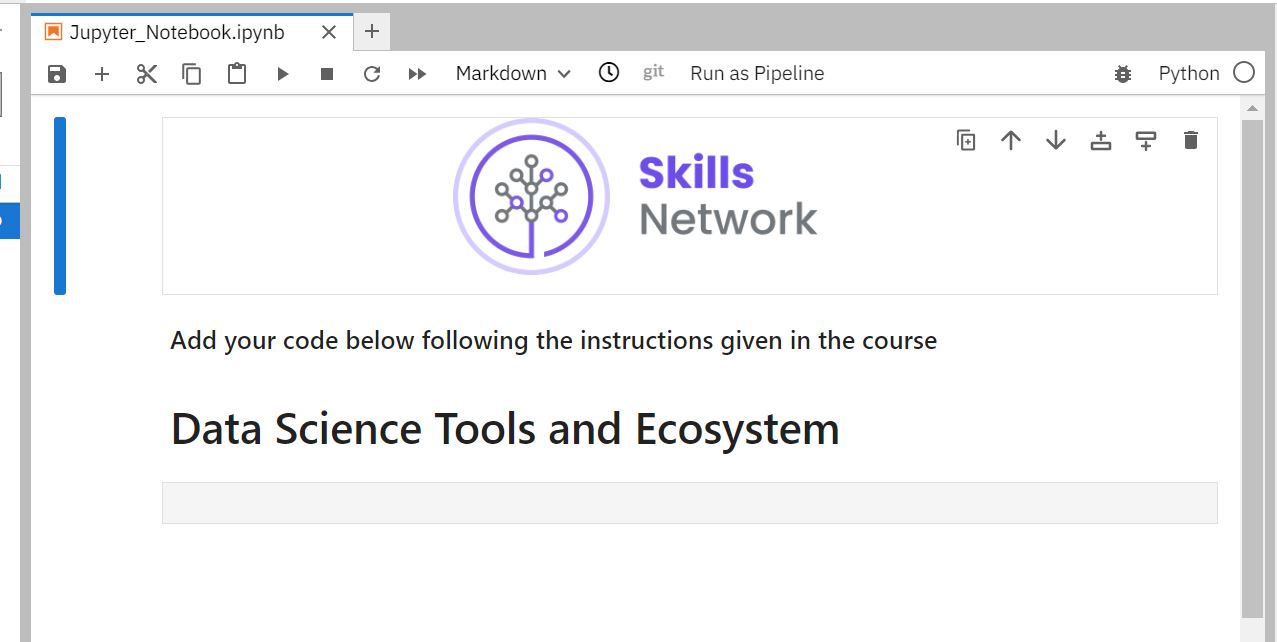 Jupyter_Notebook.ipynb
Markdown git Run as Pipeline Python
Skills
Network
Add your code below following the instructions given in the course
Data Science Tools and Ecosystem